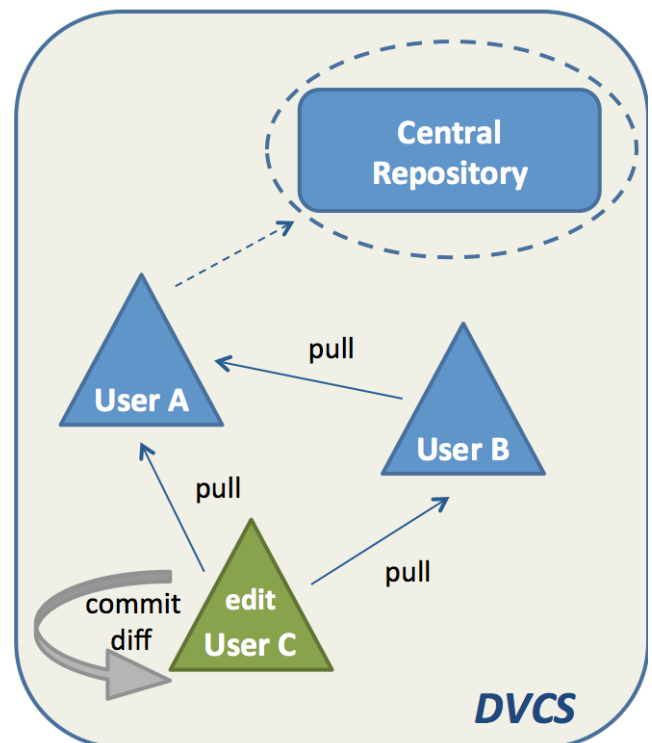 Central
Repository
pull
User A
User B
pull
pull
edit
commit
diff
User C
DVCS